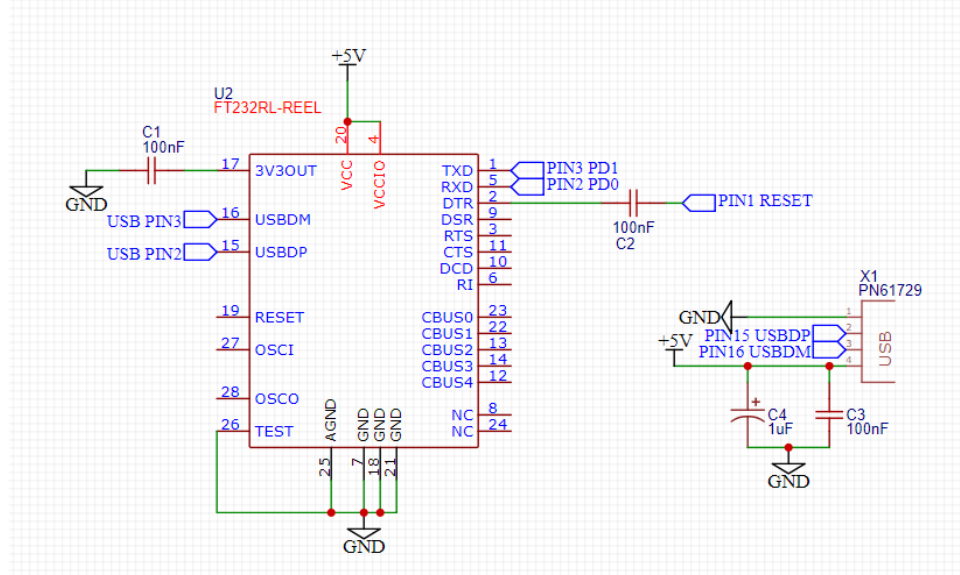 +5V
U2
FT232RL-REEL
C1
100nF
20
4
VCC
VCCIO
17
3V3OUT
TXD
1
PIN3 PD1
RXD
5
PIN2 PD0
GND
DTR
2
100nF
C2
PIN1 RESET
USB PIN3
16
USBDM
DSR
9
RTS
3
USB PIN2
15
USBDP
CTS
11
DCD
10
RI
6
19
RESET
CBUS0
23
CBUS1
22
27
OSCI
CBUS2
13
CBUS3
14
CBUS4
12
28
OSCO
NC
8
26
TEST
NC
24
AGND
GND
GND
GND
25
7
18
21
GND
X1
PN61729
GND
1
PIN15 USBDP
2
+5V
PIN16 USBDM
3
4
USB
+
C4
1uF
C3
100nF
GND